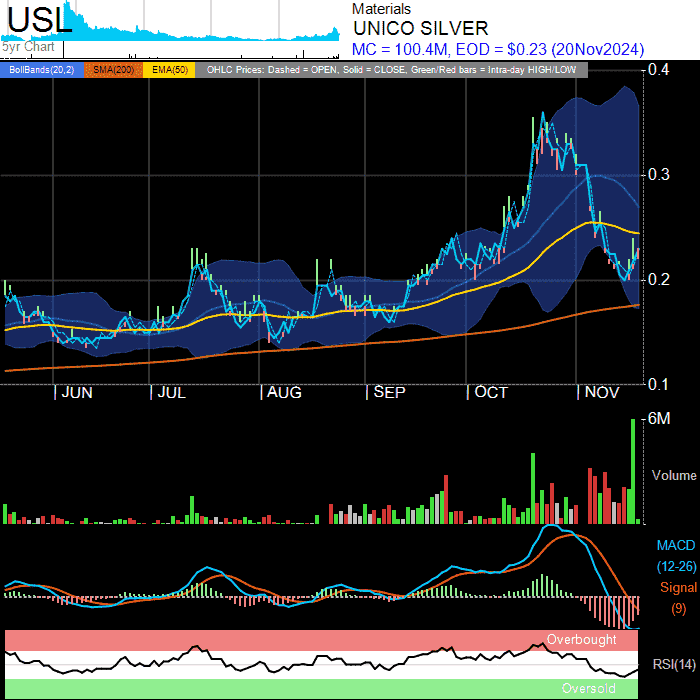 USL
5yr Chart
Materials
UNICO SILVER
MC = 100.4M, EOD = $0.23 (20Nov2024)
BollBands(20,2) SMA(200) EMA(50) OHLC Prices: Dashed = OPEN, Solid = CLOSE, Green/Red bars = Intra-day HIGH/LOW
0.4
0.3
0.2
0.1
JUN JUL AUG SEP OCT NOV
6M
Volume
MACD
(12-26)
Signal
(9)
Overbought
RSI(14)
Oversold